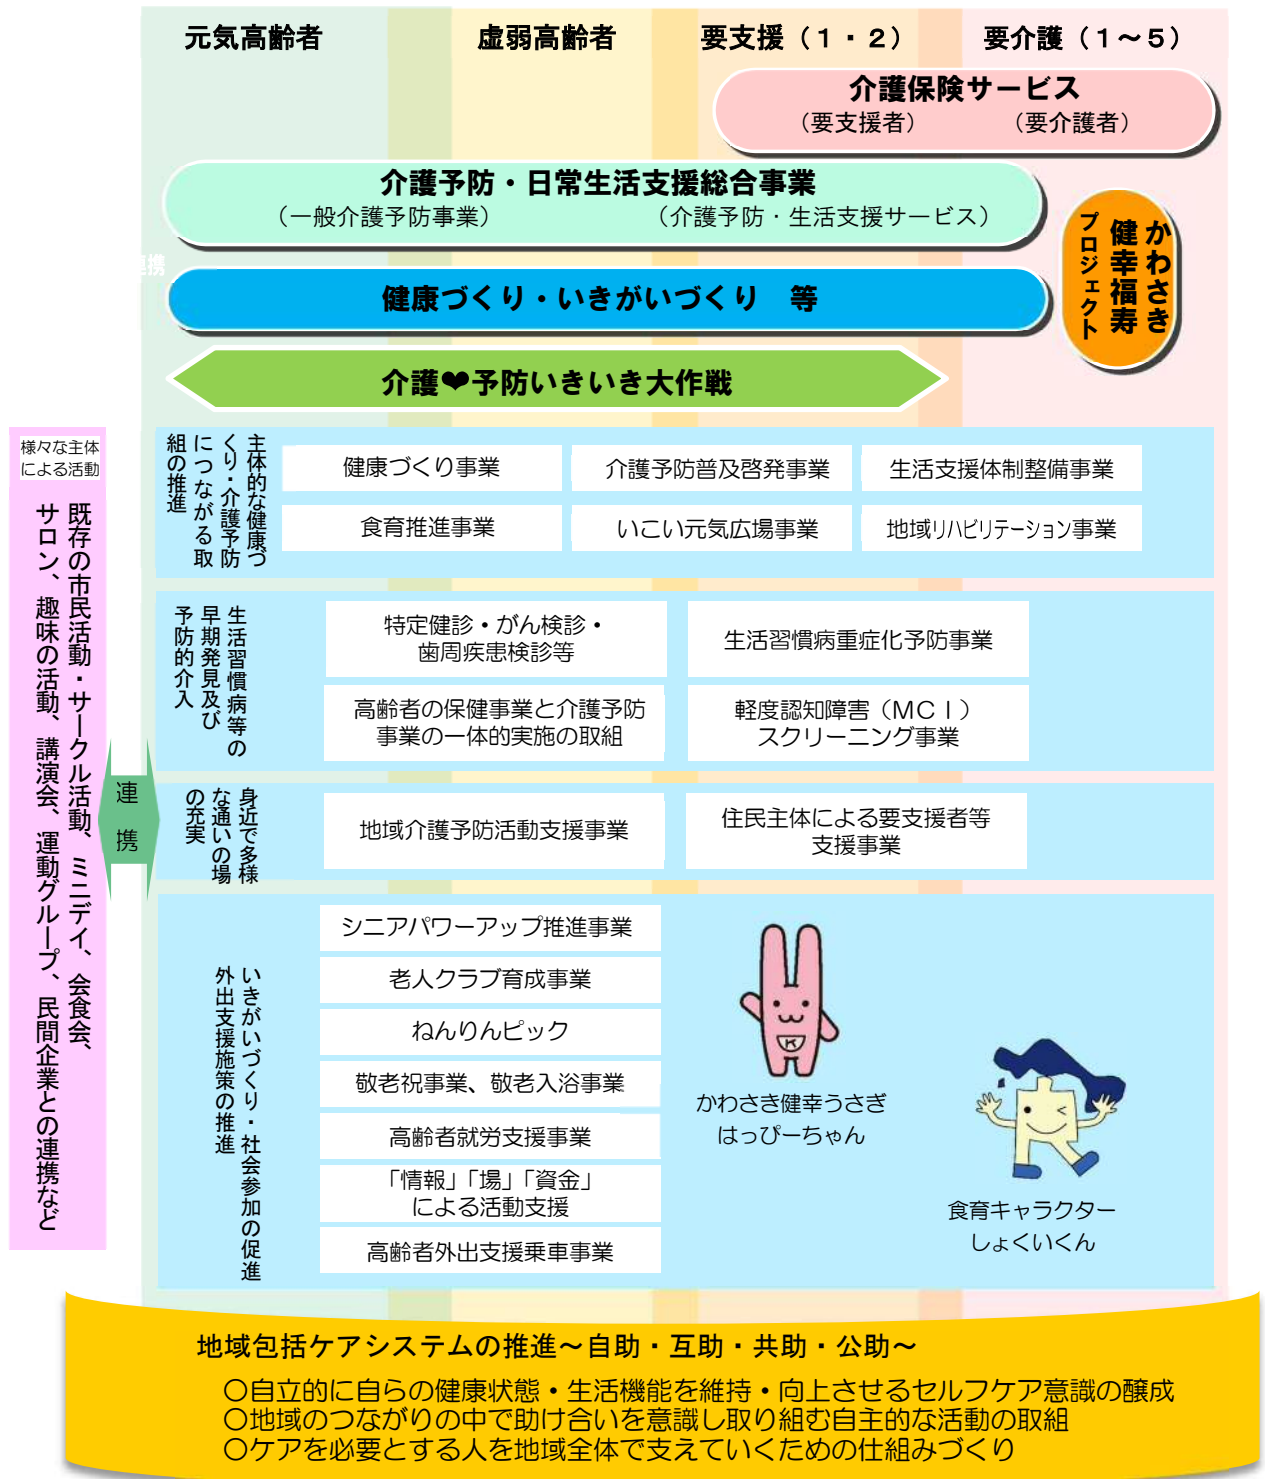 元気高齢者
虚弱高齢者
要支援（１・２）
要介護（１～５）
介護保険サービス
（要支援者）
（要介護者）
介護予防・日常生活支援総合事業
（一般介護予防事業）
（介護予防・生活支援サービス）
かわさき
健幸福寿
プロジェクト
連携
健康づくり・いきがいづくり　等
介護❤予防いきいき大作戦
様々な主体
による活動
既存の市民活動・サークル活動、ミニデイ、会食会、
サロン、趣味の活動、講演会、運動グループ、民間企業との連携など
連
携
主体的な健康づ
くり・介護予防
につながる取
組の推進
健康づくり事業
介護予防普及啓発事業
生活支援体制整備事業
食育推進事業
いこい元気広場事業
地域リハビリテーション事業
生活習慣病等の
早期発見及び
予防的介入
特定健診・がん検診・
歯周疾患検診等
生活習慣病重症化予防事業
高齢者の保健事業と介護予防
事業の一体的実施の取組
軽度認知障害（ＭＣＩ）
スクリーニング事業
身近で多様
な通いの場
の充実
地域介護予防活動支援事業
住民主体による要支援者等
支援事業
いきがいづくり・社会参加の促進
外出支援施策の推進
シニアパワーアップ推進事業
老人クラブ育成事業
ねんりんピック
敬老祝事業、敬老入浴事業
高齢者就労支援事業
「情報」「場」「資金」
による活動支援
高齢者外出支援乗車事業
K
かわさき健幸うさぎ
はっぴーちゃん
食育キャラクター
しょくいくん
地域包括ケアシステムの推進～自助・互助・共助・公助～
○自立的に自らの健康状態・生活機能を維持・向上させるセルフケア意識の醸成
○地域のつながりの中で助け合いを意識し取り組む自主的な活動の取組
○ケアを必要とする人を地域全体で支えていくための仕組みづくり